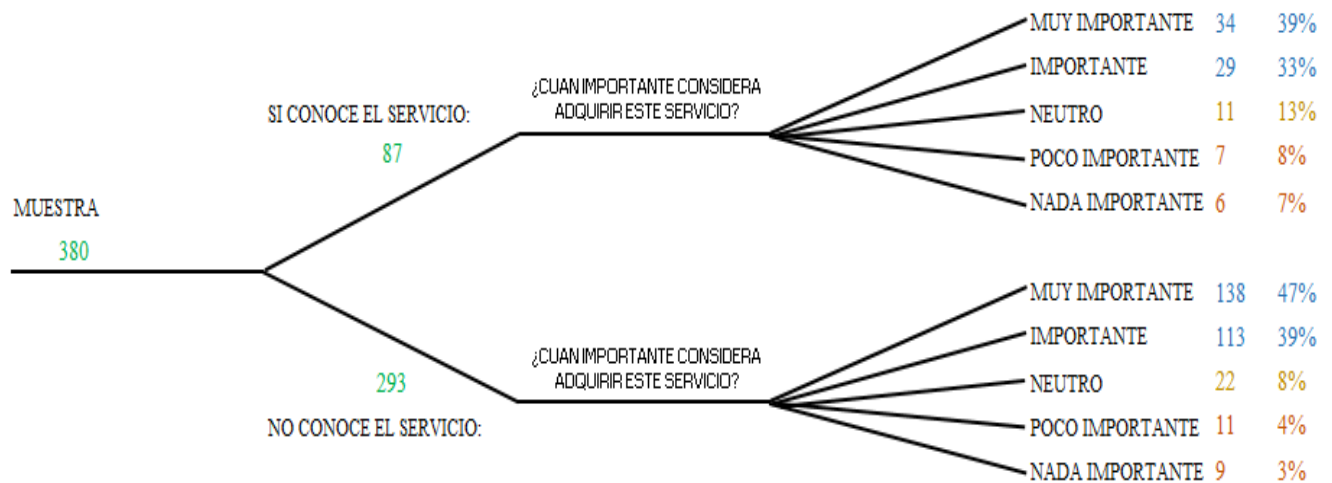 MUY IMPORTANTE 34 39%
IMPORTANTE 29 33%
¿CUAN IMPORTANTE CONSIDERA
ADQUIRIR ESTE SERVICIO?
SI CONOCE EL SERVICIO:
NEUTRO 11 13%
87
POCO IMPORTANTE 7 8%
NADA IMPORTANTE 6 7%
MUESTRA
380
MUY IMPORTANTE 138 47%
IMPORTANTE 113 39%
¿CUAN IMPORTANTE CONSIDERA
ADQUIRIR ESTE SERVICIO?
293
NEUTRO 22 8%
NO CONOCE EL SERVICIO:
POCO IMPORTANTE 11 4%
NADA IMPORTANTE 9 3%